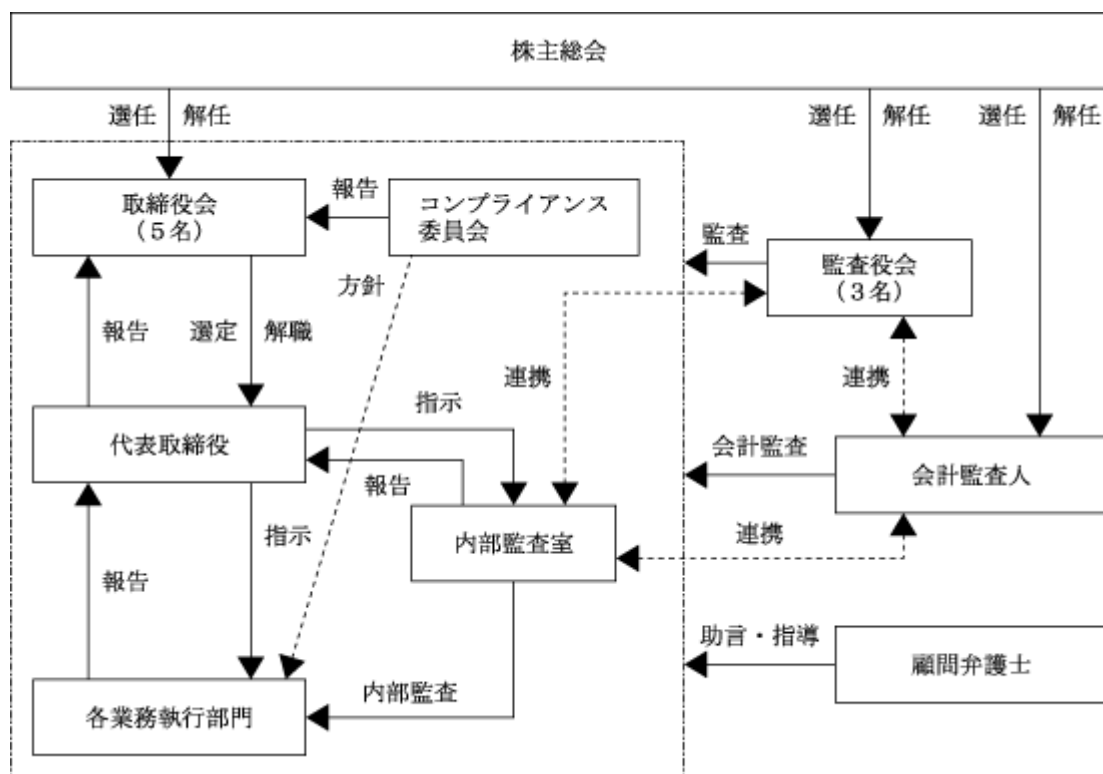 株主総会
選任 解任
選任 解任
選任 解任
取締役会
(5名)
報告
コンプライアンス
委員会
監査
監査役会
(3名)
方針
報告
選定 解職
連携
連携
指示
代表取締役
報告
会計監査
会計監査人
内部監査室
連携
指示
報告
助言・指導
顧問弁護士
各業務執行部門
内部監査